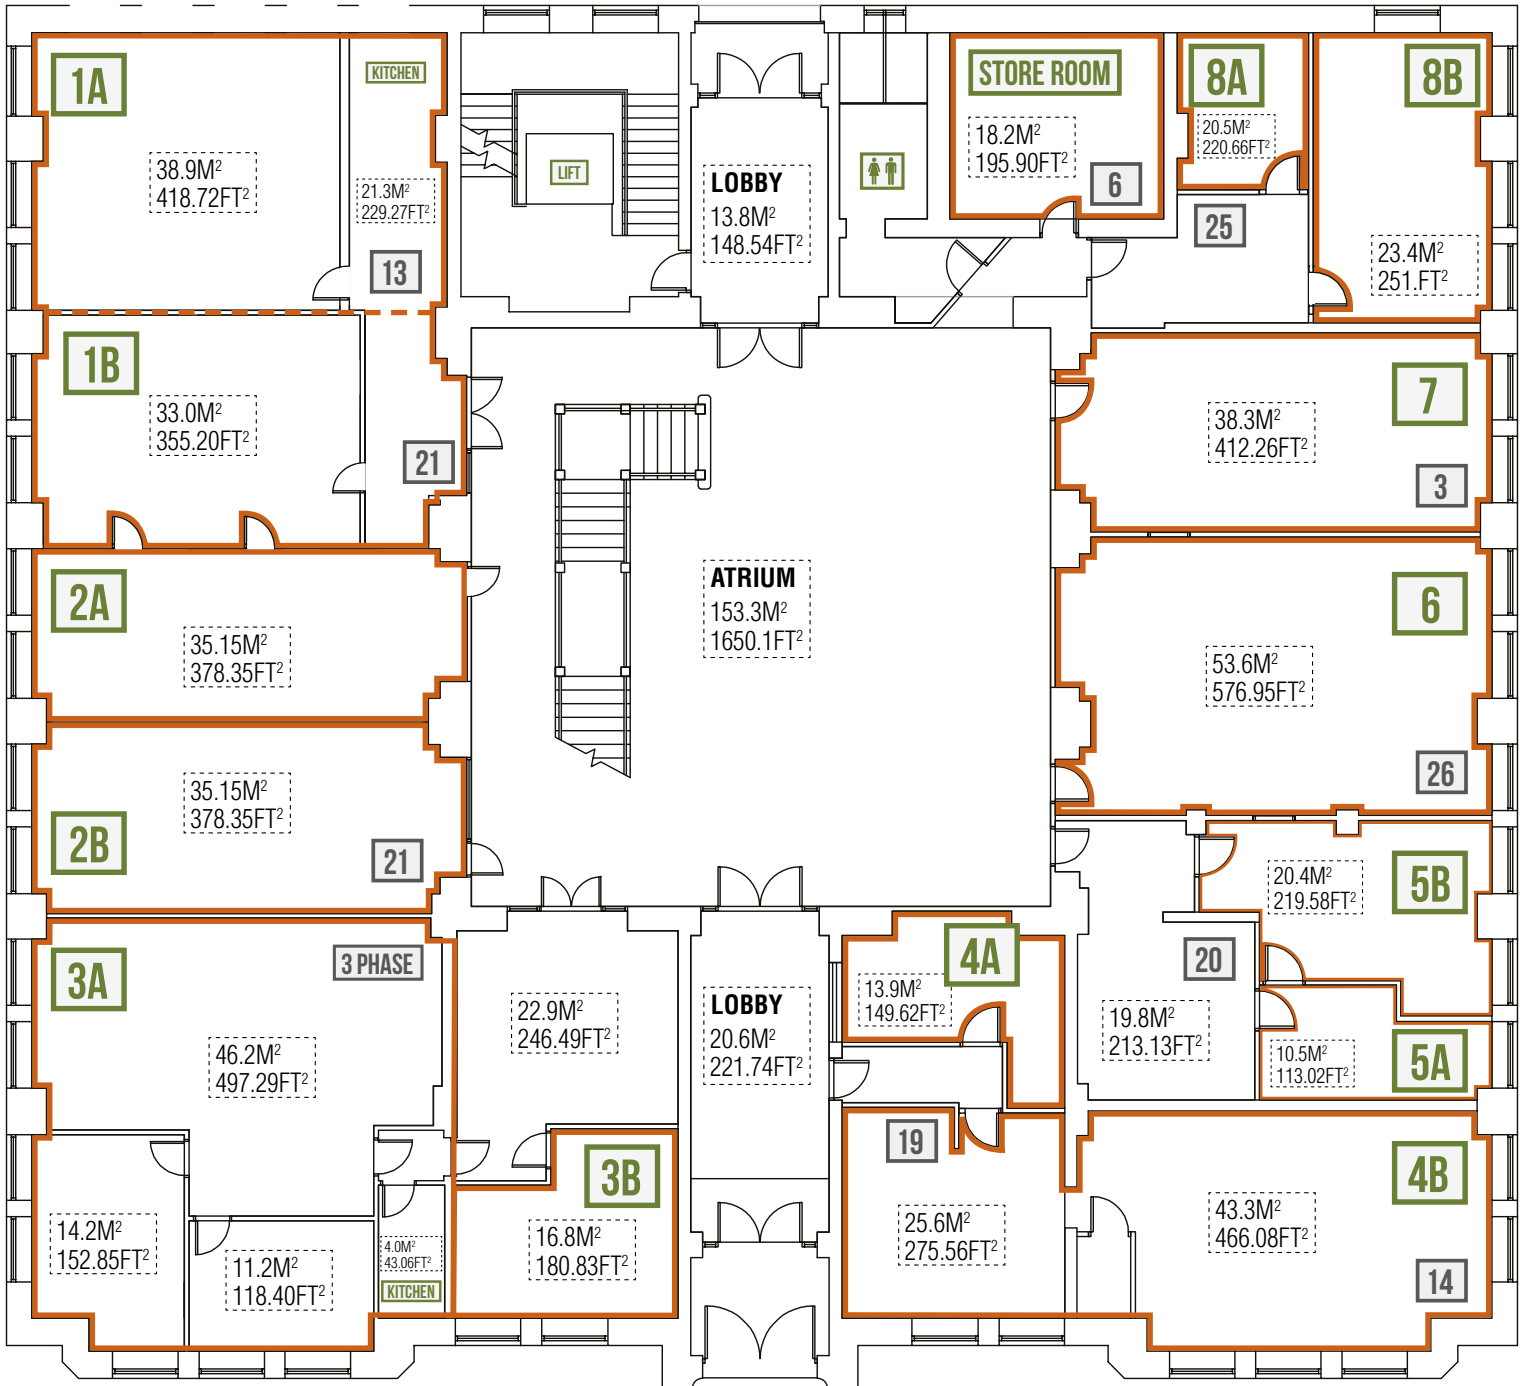 1A
KITCHEN
38.9M²
418.72FT²
21.3M²
229.27FT²
13
LIFT
LOBBY
13.8M²
148.54FT²
STORE ROOM
18.2M²
195.90FT²
6
8A
20.5M²
220.66FT²
25
8B
23.4M²
251.FT²
1B
33.0M²
355.20FT²
21
7
38.3M²
412.26FT²
3
2A
35.15M²
378.35FT²
ATRIUM
153.3M²
1650.1FT²
6
53.6M²
576.95FT²
26
35.15M²
378.35FT²
2B
21
20.4M²
219.58FT²
5B
3A
3 PHASE
46.2M²
497.29FT²
22.9M²
246.49FT²
LOBBY
20.6M²
221.74FT²
4A
13.9M²
149.62FT²
20
19.8M²
213.13FT²
10.5M²
113.02FT²
5A
14.2M²
152.85FT²
11.2M²
118.40FT²
4.0M²
43.06FT²
KITCHEN
3B
16.8M²
180.83FT²
19
25.6M²
275.56FT²
4B
43.3M²
466.08FT²
14